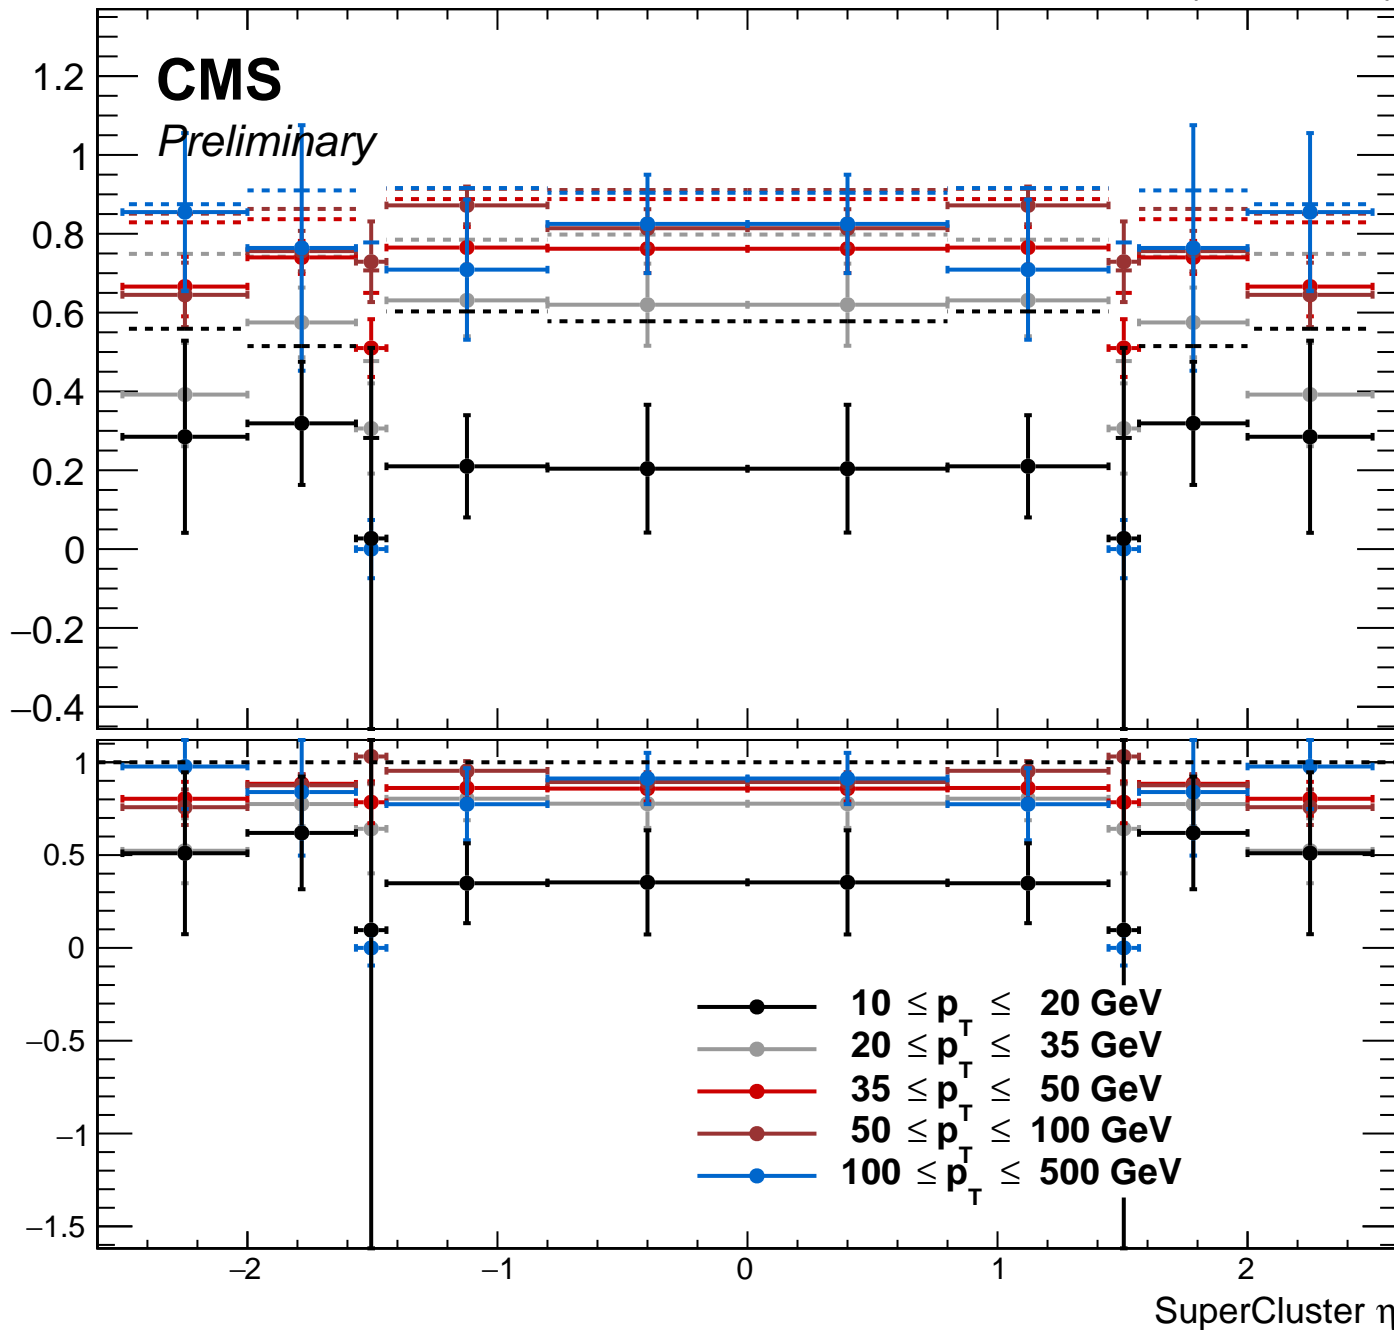 CMS
Preliminary
1.2
1
0.8
0.6
0.4
0.2
0
−0.2
−0.4
1
0.5
0
−0.5
−1
−1.5
10 ≤ p_T ≤ 20 GeV
20 ≤ p_T ≤ 35 GeV
35 ≤ p_T ≤ 50 GeV
50 ≤ p_T ≤ 100 GeV
100 ≤ p_T ≤ 500 GeV
−2 −1 0 1 2
SuperCluster η